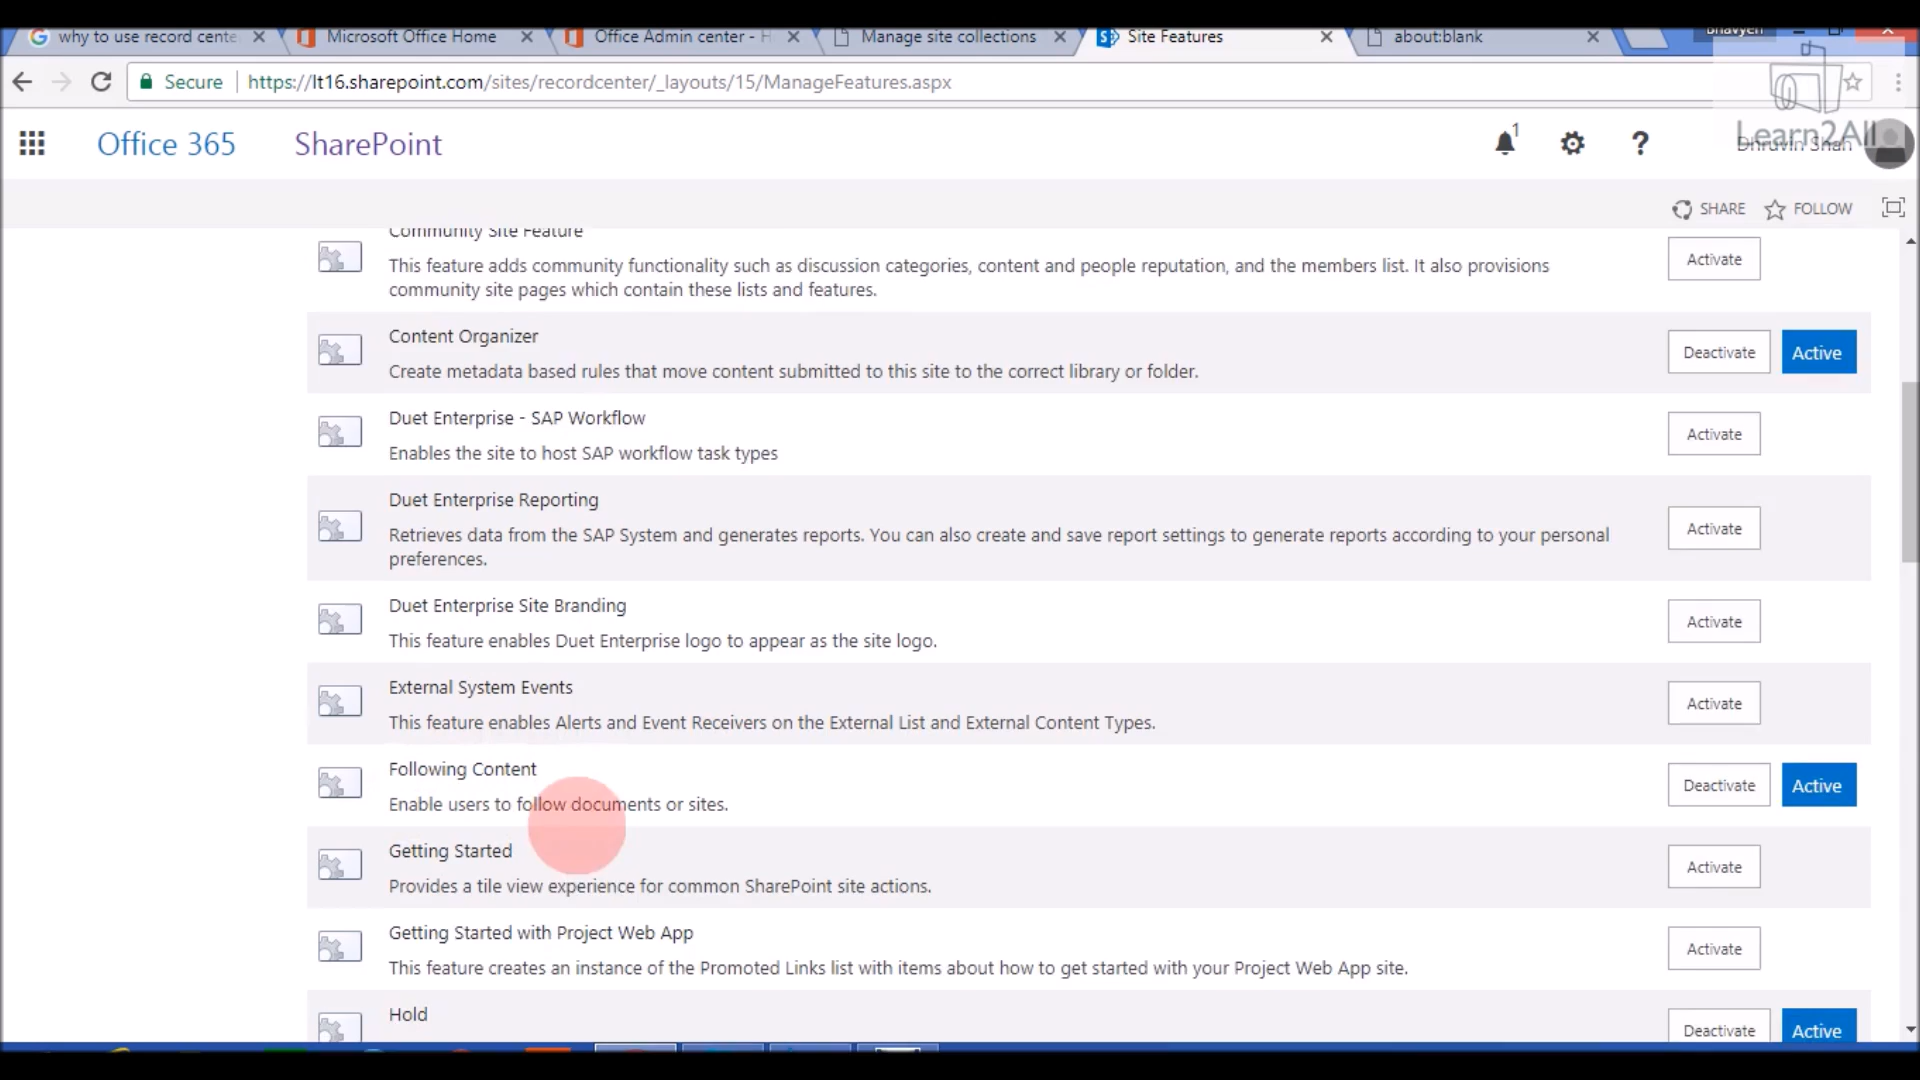 why to use record cente
Microsoft Office Home
Office Admin center - H
Manage site collections
Site Features
about:blank
Bhavyen
Secure
https://lt16.sharepoint.com/sites/recordcenter/_layouts/15/ManageFeatures.aspx
Office 365
SharePoint
1
?
Learn2All
Dhruvin Shah
SHARE
FOLLOW
Community Site Feature
This feature adds community functionality such as discussion categories, content and people reputation, and the members list. It also provisions
community site pages which contain these lists and features.
Activate
Content Organizer
Create metadata based rules that move content submitted to this site to the correct library or folder.
Deactivate
Active
Duet Enterprise - SAP Workflow
Enables the site to host SAP workflow task types
Activate
Duet Enterprise Reporting
Retrieves data from the SAP System and generates reports. You can also create and save report settings to generate reports according to your personal
preferences.
Activate
Duet Enterprise Site Branding
This feature enables Duet Enterprise logo to appear as the site logo.
Activate
External System Events
This feature enables Alerts and Event Receivers on the External List and External Content Types.
Activate
Following Content
Enable users to follow documents or sites.
Deactivate
Active
Getting Started
Provides a tile view experience for common SharePoint site actions.
Activate
Getting Started with Project Web App
This feature creates an instance of the Promoted Links list with items about how to get started with your Project Web App site.
Activate
Hold
Deactivate
Active